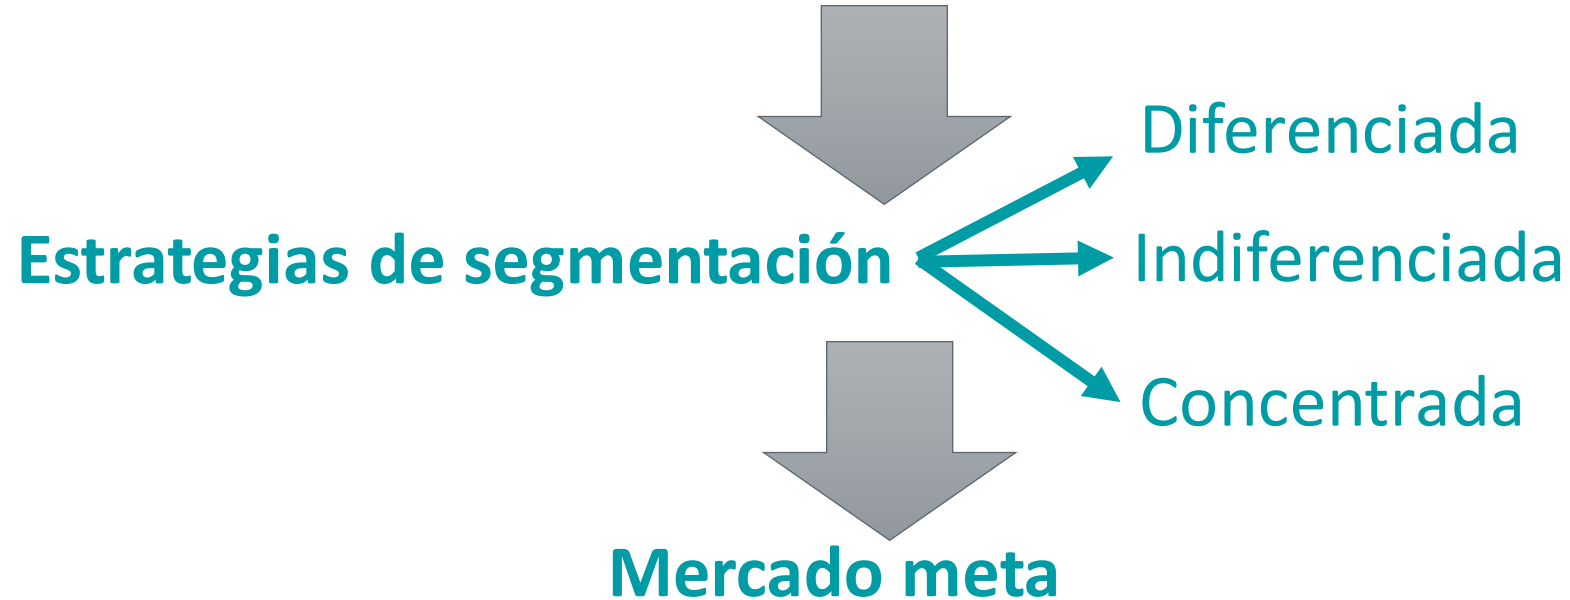 Diferenciada
Estrategias de segmentación
Indiferenciada
Concentrada
Mercado meta